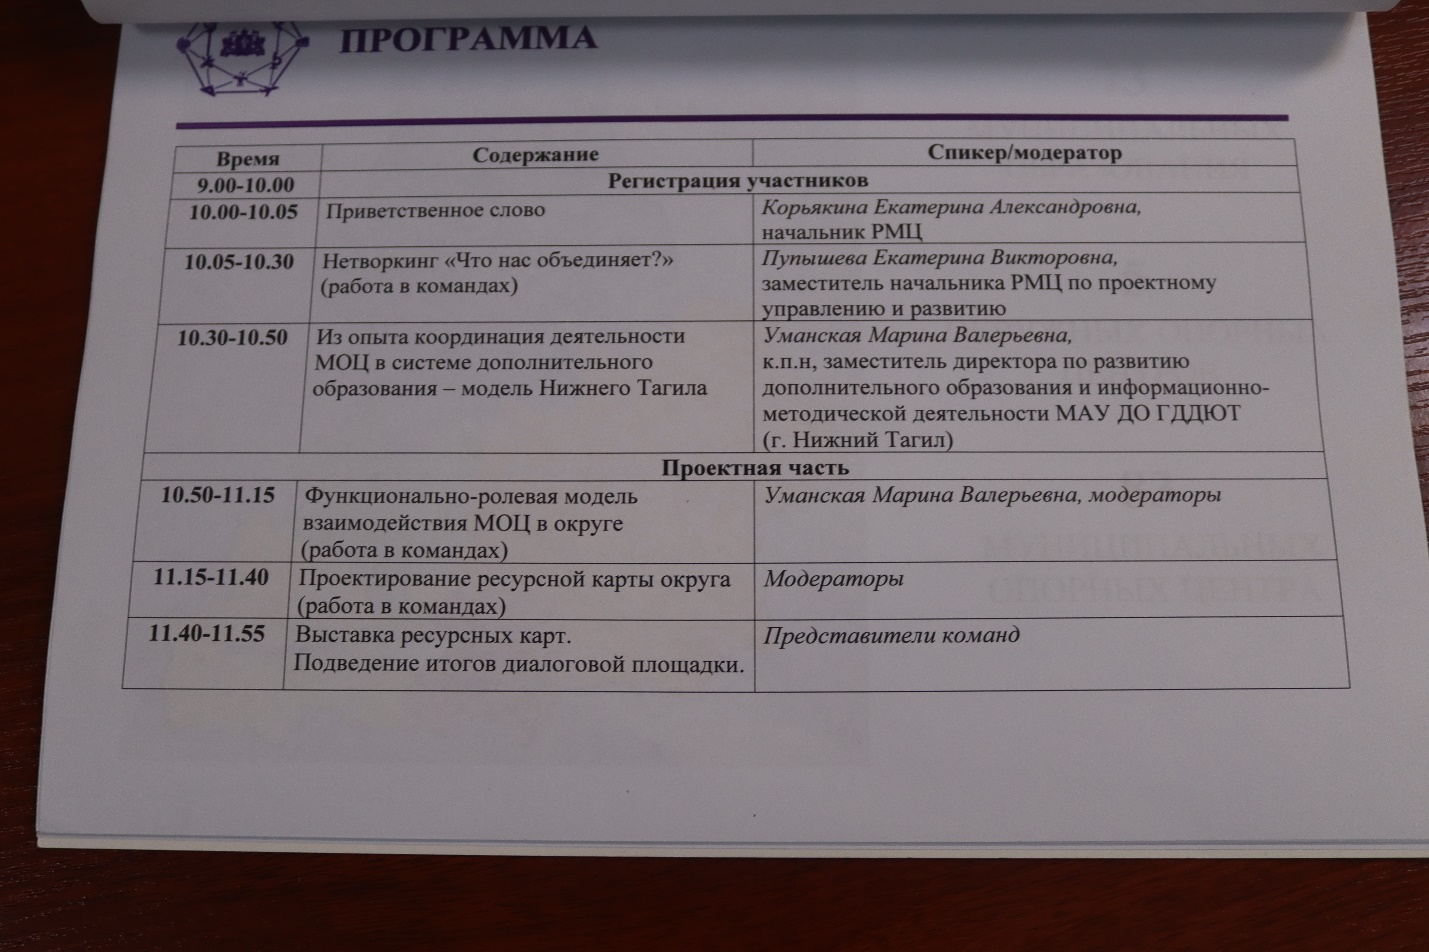 ПРОГРАММА
Время Содержание Спикер/модератор
9.00-10.00 Регистрация участников
10.00-10.05 Приветственное слово Корьякина Екатерина Александровна,
начальник РМЦ
10.05-10.30 Нетворкинг «Что нас объединяет?» Пупышева Екатерина Викторовна,
(работа в командах) заместитель начальника РМЦ по проектному
управлению и развитию
10.30-10.50 Из опыта координация деятельности Уманская Марина Валерьевна,
МОЦ в системе дополнительного к.п.н, заместитель директора по развитию
образования – модель Нижнего Тагила дополнительного образования и информационно-
методической деятельности МАУ ДО ГДДЮТ
(г. Нижний Тагил)
Проектная часть
10.50-11.15 Функционально-ролевая модель Уманская Марина Валерьевна, модераторы
взаимодействия МОЦ в округе
(работа в командах)
11.15-11.40 Проектирование ресурсной карты округа Модераторы
(работа в командах)
11.40-11.55 Выставка ресурсных карт. Представители команд
Подведение итогов диалоговой площадки.